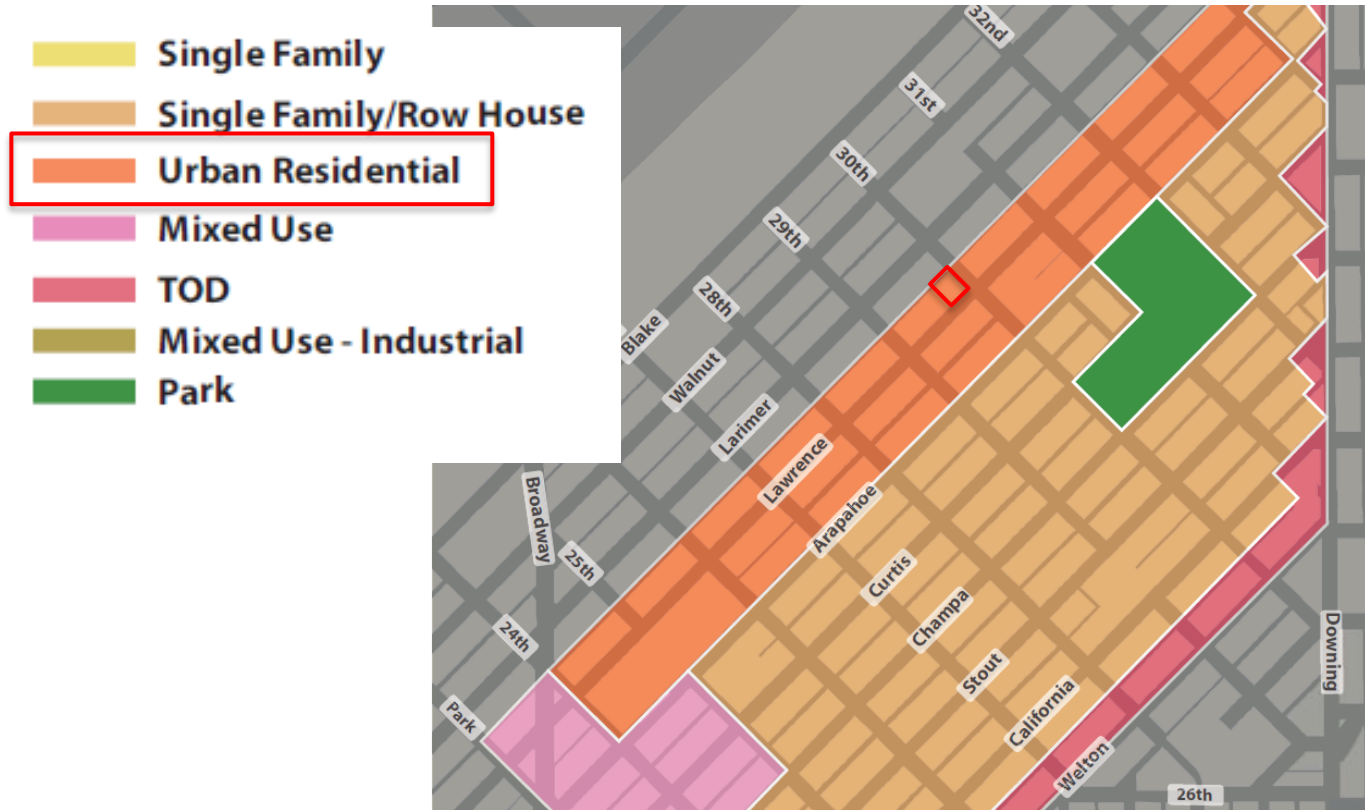 Single Family
Single Family/Row House
Urban Residential
Mixed Use
TOD
Mixed Use - Industrial
Park
32nd
31st
30th
29th
28th
Blake
Walnut
Larimer
Lawrence
Broadway
Arapahoe
25th
Curtis
Champa
24th
Stout
California
Downing
Park
Welton
26th